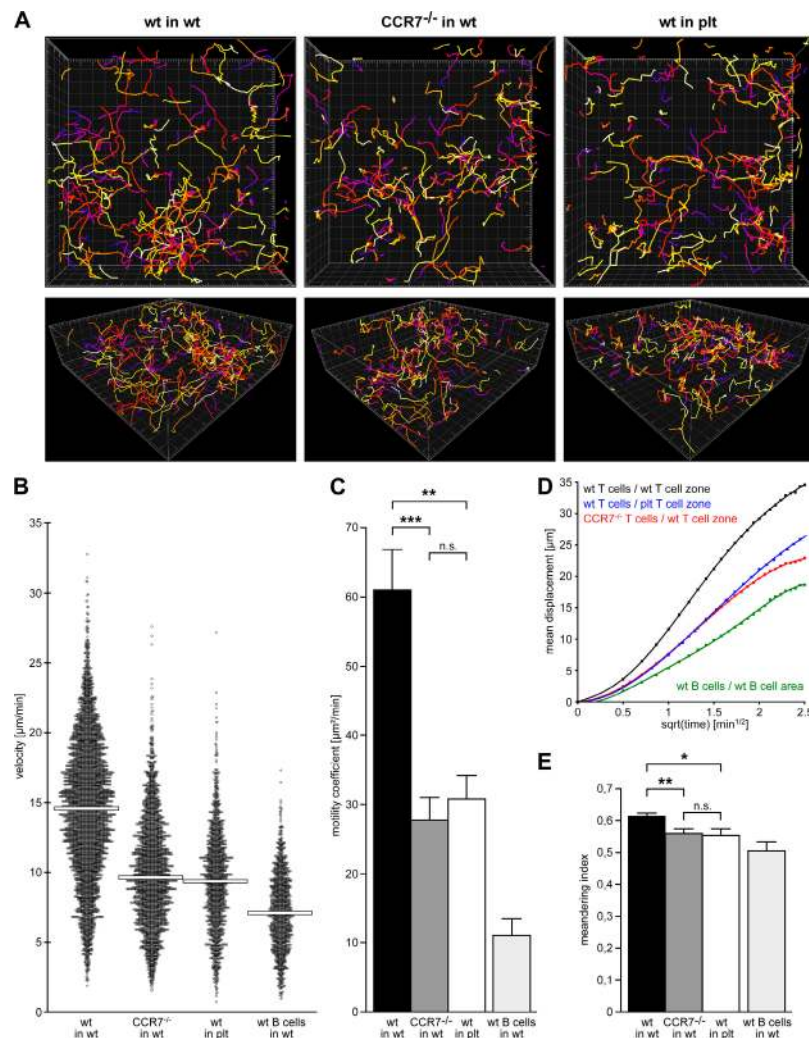 A
wt in wt
CCR7-/- in wt
wt in plt
B
velocity [µm/min]
35
30
25
20
15
10
5
0
wt
in wt
CCR7-/-
in wt
wt
in plt
wt B cells
in wt
C
motility coefficient [µm³/min]
70
60
50
40
30
20
10
0
***
**
n.s.
wt
in wt
CCR7-/-
in wt
wt
in plt
wt B cells
in wt
D
mean displacement [µm]
35
30
25
20
15
10
5
0
wt T cells / wt T cell zone
wt T cells / plt T cell zone
CCR7-/- T cells / wt T cell zone
wt B cells / wt B cell area
0
0.5
1
1.5
2
2.5
sqrt(time) [min1/2]
E
meandering index
0,7
0,6
0,5
0,4
0,3
0,2
0,1
0
*
**
n.s.
wt
in wt
CCR7-/-
in wt
wt
in plt
wt B cells
in wt